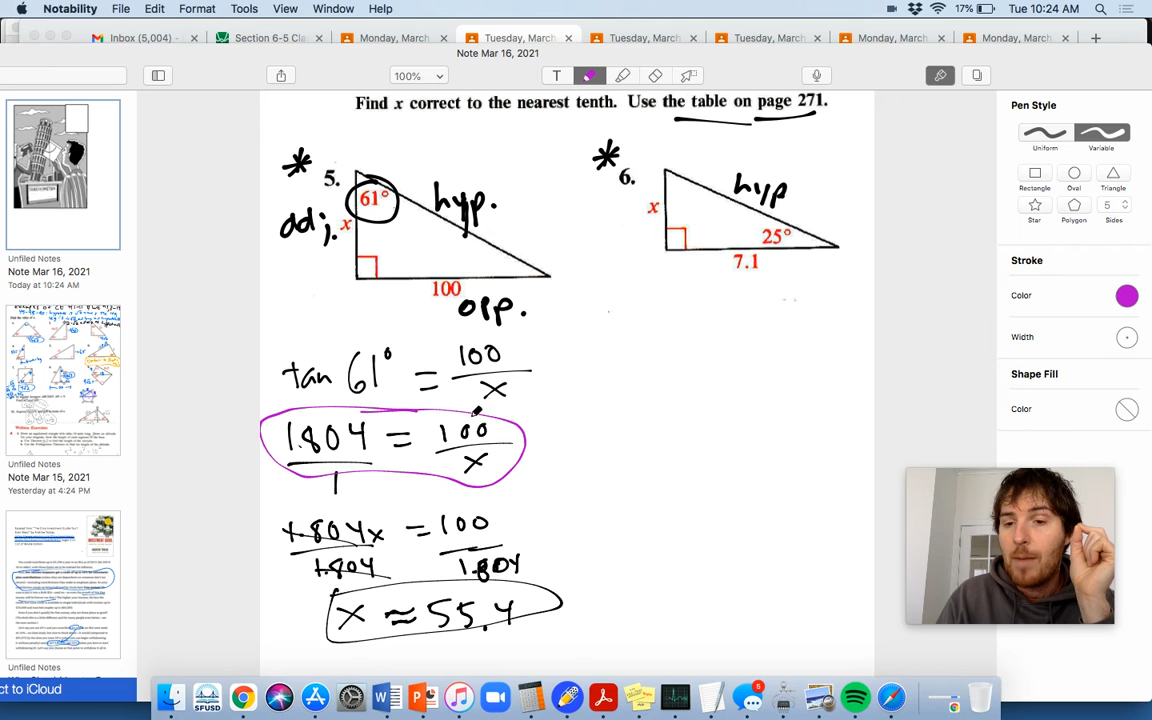 Notability File Edit Format Tools View Window Help
17% Tue 10:24 AM
Inbox (5,004) -
Section 6-5 Cla
Monday, March
Tuesday, March
Tuesday, March
Tuesday, March
Monday, March
Monday, March
Note Mar 16, 2021
100%
T
Find x correct to the nearest tenth. Use the table on page 271.
* 5.
61°
hyp.
adj.
x
100
opp.
tan 61° = 100/x
1.804 = 100/x
1
1.804x = 100
1.804 1.804
x ≈ 55.4
* 6.
hyp
x
25°
7.1
Unfiled Notes
Note Mar 16, 2021
Today at 10:24 AM
Unfiled Notes
Note Mar 15, 2021
Yesterday at 4:24 PM
ct to iCloud
Pen Style
Uniform
Variable
Rectangle
Oval
Triangle
5
Star
Polygon
Sides
Stroke
Color
Width
Shape Fill
Color
SFUSD
5